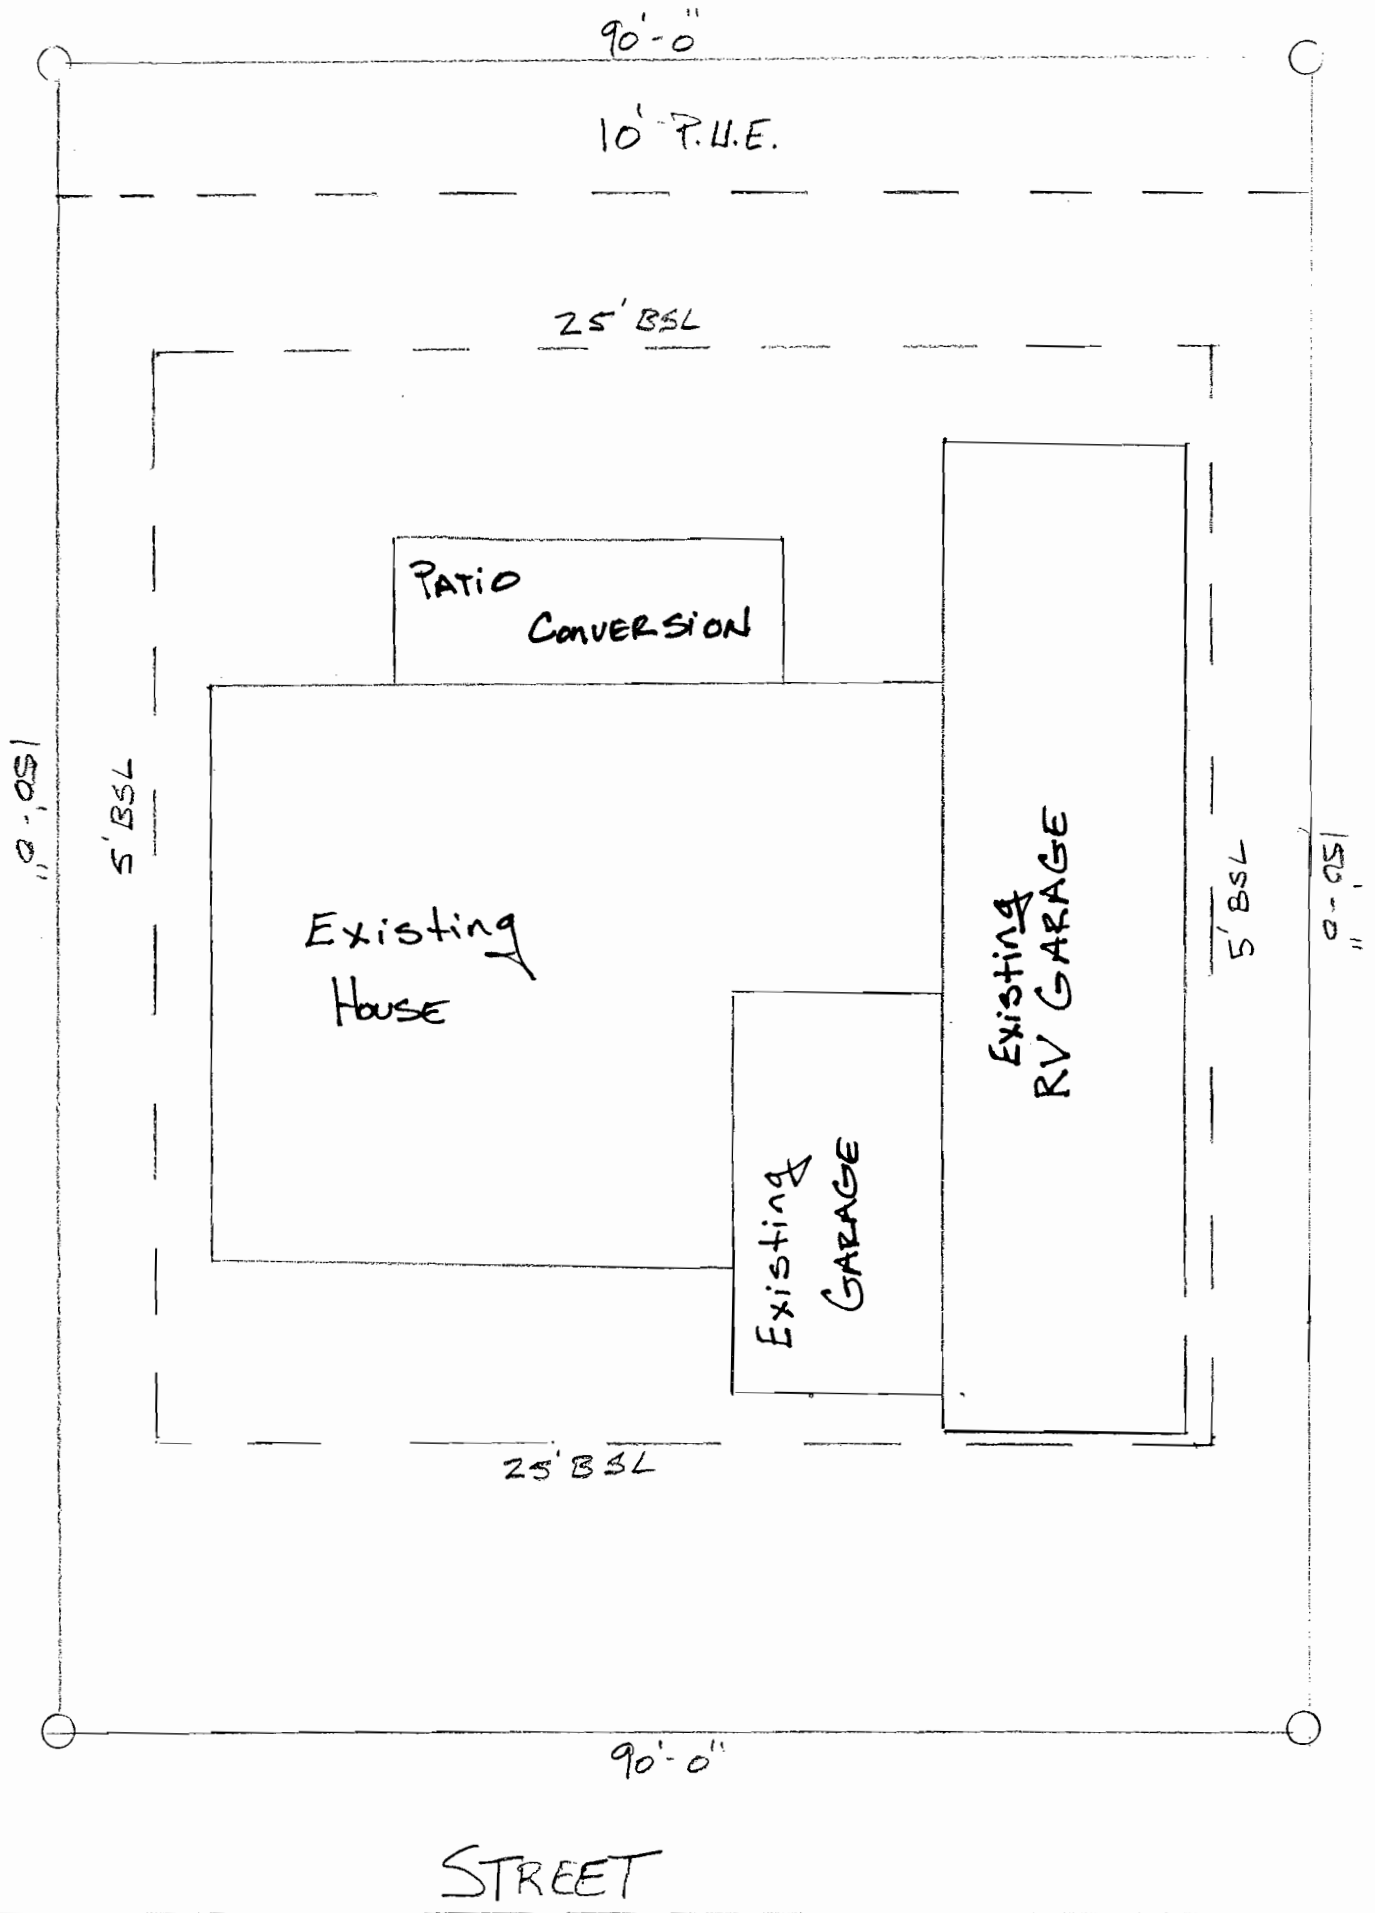 90'-0"
10' P.U.E.
25' BSL
PATiO
CONVERSiON
150'-0"
5' BSL
Existing
HOUSE
Existing
RV GARAGE
5' BSL
150'-0"
Existing
GARAGE
25' BSL
90'-0"
STREET